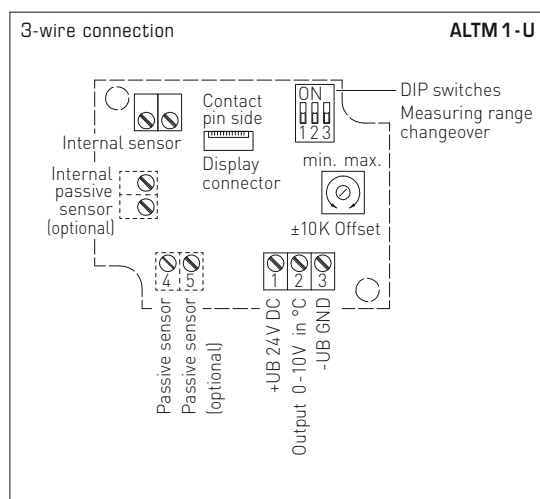 3-wire connection
ALTM 1 - U
ON
1 2 3
DIP switches
Measuring range
changeover
Contact
pin side
Display
connector
Internal sensor
Internal
passive
sensor
(optional)
min. max.
±10K Offset
4 5
1 2 3
Passive sensor
Passive sensor
(optional)
+UB 24V DC
Output 0-10V in °C
-UB GND